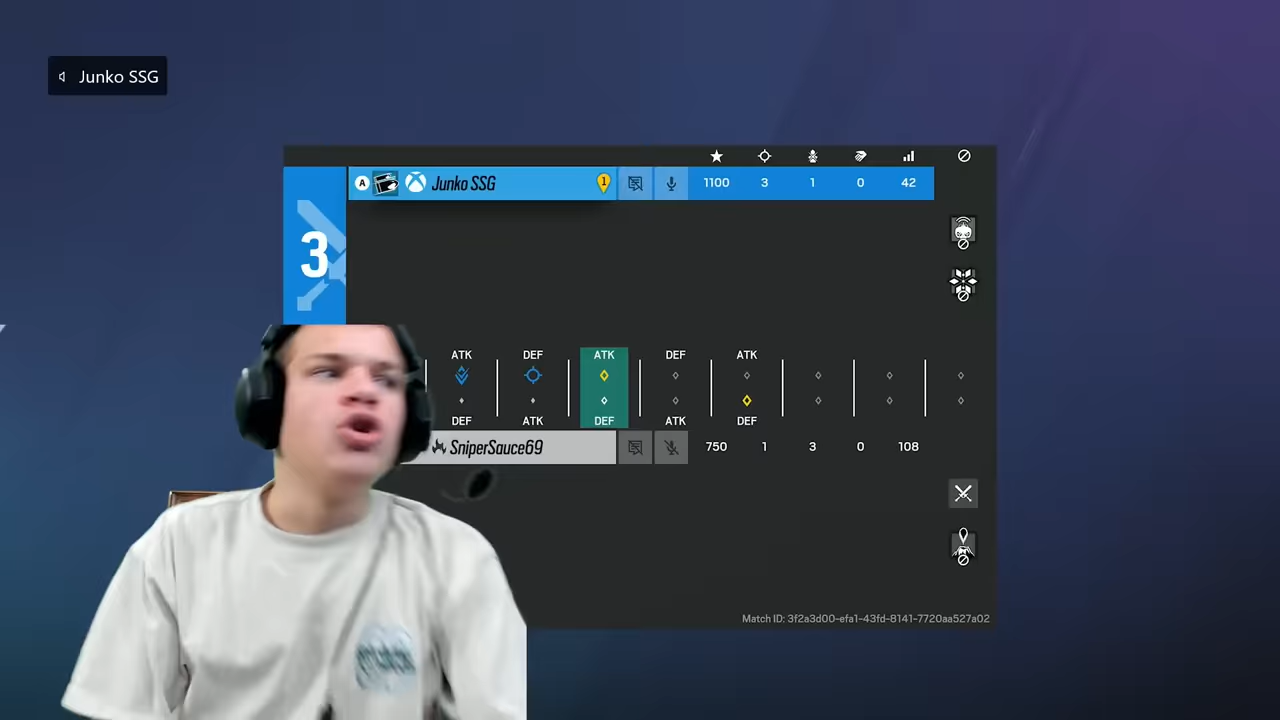 Junko SSG
A Junko SSG 1 1100 3 1 0 42
3
ATK DEF ATK DEF ATK
DEF ATK DEF ATK DEF
SniperSauce69 750 1 3 0 108
Match ID: 3f2a3d00-efa1-43fd-8141-7720aa527a02